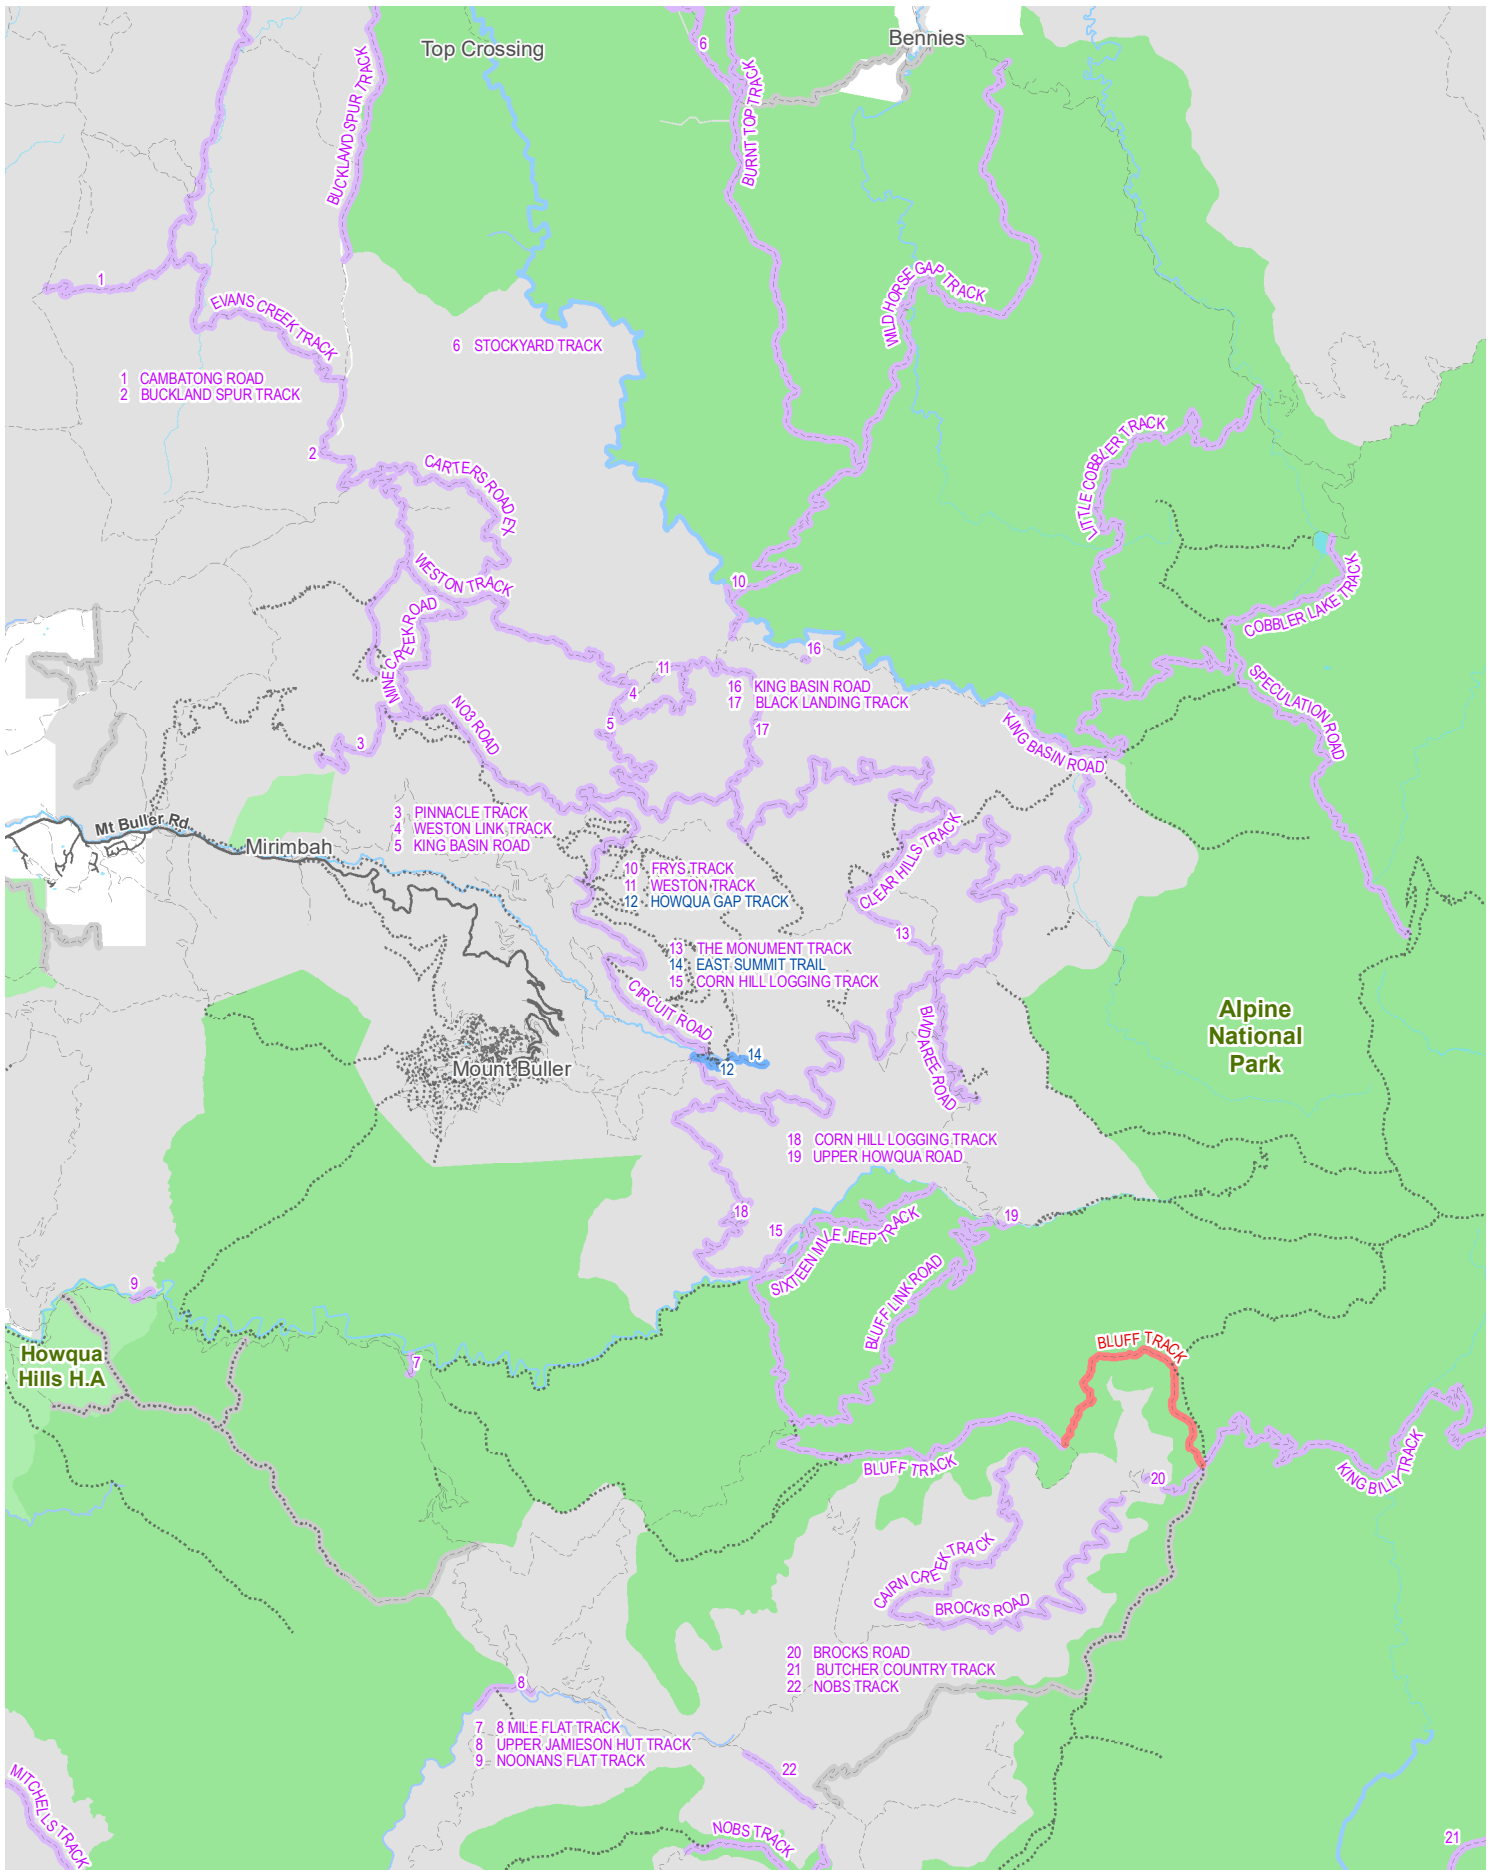 Top Crossing
Bennies
6
BUCKLAND SPUR TRACK
BURNT TOP TRACK
1
EVANS CREEK TRACK
WILD HORSE GAP TRACK
6 STOCKYARD TRACK
1 CAMBATONG ROAD
2 BUCKLAND SPUR TRACK
2
CARTERS ROAD EX
LITTLE COBBLER TRACK
WESTON TRACK
10
COBBLER LAKE TRACK
MINE CREEK ROAD
16
11
4
16 KING BASIN ROAD
17 BLACK LANDING TRACK
SPECULATION ROAD
NO3 ROAD
5
17
KING BASIN ROAD
3
3 PINNACLE TRACK
4 WESTON LINK TRACK
5 KING BASIN ROAD
Mt Buller Rd
Mirimbah
CLEAR HILLS TRACK
10 FRYS TRACK
11 WESTON TRACK
12 HOWQUA GAP TRACK
13
13 THE MONUMENT TRACK
14 EAST SUMMIT TRAIL
15 CORN HILL LOGGING TRACK
CIRCUIT ROAD
BINDAREE ROAD
Alpine
National
Park
Mount Buller
14
12
18 CORN HILL LOGGING TRACK
19 UPPER HOWQUA ROAD
18
15
19
SIXTEEN MILE JEEP TRACK
BLUFF LINK ROAD
9
Howqua
Hills H.A
7
BLUFF TRACK
BLUFF TRACK
20
KING BILLY TRACK
CAIRN CREEK TRACK
BROCKS ROAD
20 BROCKS ROAD
21 BUTCHER COUNTRY TRACK
22 NOBS TRACK
8
7 8 MILE FLAT TRACK
8 UPPER JAMIESON HUT TRACK
9 NOONANS FLAT TRACK
22
MITCHELLS TRACK
NOBS TRACK
21